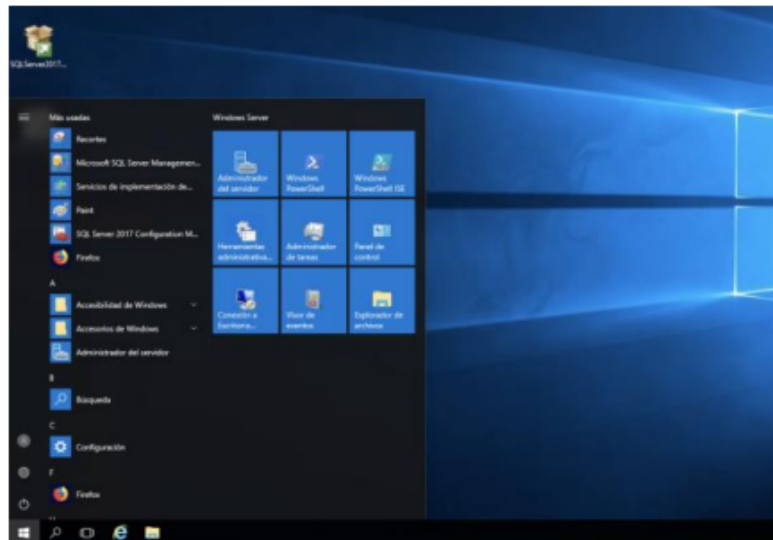 SQLServer2017...
Más usadas
Recortes
Microsoft SQL Server Managemen...
Servicios de implementación de...
Paint
SQL Server 2017 Configuration M...
Firefox
A
Accesibilidad de Windows
Accesorios de Windows
Administrador del servidor
B
Búsqueda
C
Configuración
F
Firefox
Windows Server
Administrador
del servidor
Windows
PowerShell
Windows
PowerShell ISE
Herramientas
administrativa...
Administrador
de tareas
Panel de
control
Conexión a
Escritorio...
Visor de
eventos
Explorador de
archivos